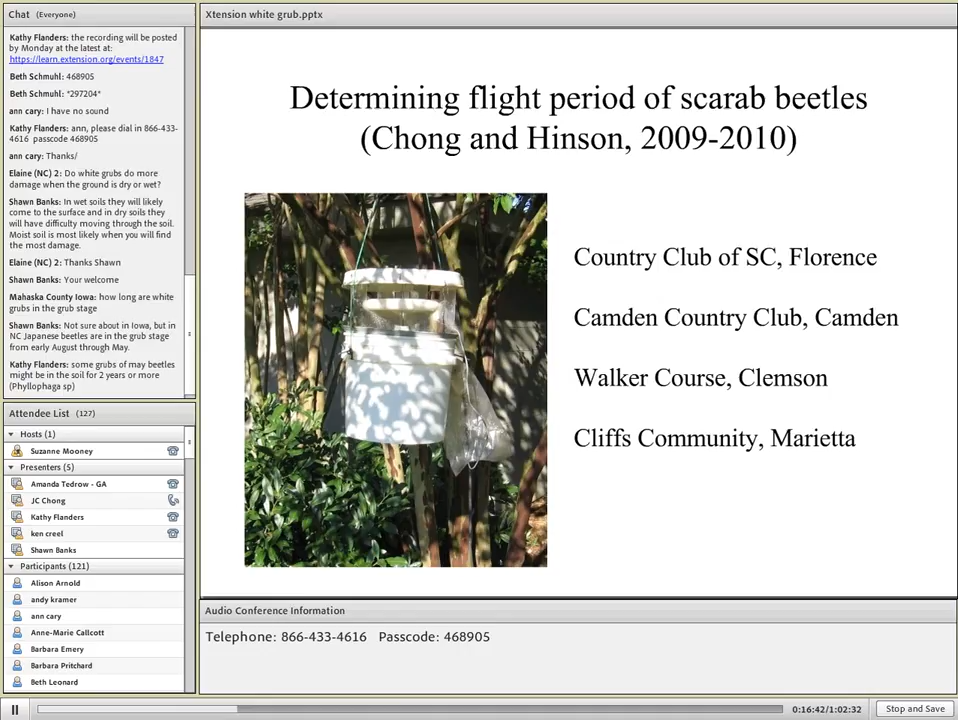 Chat (Everyone)
Kathy Flanders: the recording will be posted
by Monday at the latest at:
https://learn.extension.org/events/1847
Beth Schmuhl: 468905
Beth Schmuhl: *297204*
ann cary: I have no sound
Kathy Flanders: ann, please dial in 866-433-
4616 passcode 468905
ann cary: Thanks/
Elaine (NC) 2: Do white grubs do more
damage when the ground is dry or wet?
Shawn Banks: In wet soils they will likely
come to the surface and in dry soils they
will have difficulty moving through the soil.
Moist soil is most likely when you will find
the most damage.
Elaine (NC) 2: Thanks Shawn
Shawn Banks: Your welcome
Mahaska County Iowa: how long are white
grubs in the grub stage
Shawn Banks: Not sure about in Iowa, but in
NC Japanese beetles are in the grub stage
from early August through May.
Kathy Flanders: some grubs of may beetles
might be in the soil for 2 years or more
(Phyllophaga sp)
Attendee List (127)
Hosts (1)
Suzanne Mooney
Presenters (5)
Amanda Tedrow - GA
JC Chong
Kathy Flanders
ken creel
Shawn Banks
Participants (121)
Alison Arnold
andy kramer
ann cary
Anne-Marie Callcott
Barbara Emery
Barbara Pritchard
Beth Leonard
Xtension white grub.pptx
Determining flight period of scarab beetles
(Chong and Hinson, 2009-2010)
Country Club of SC, Florence
Camden Country Club, Camden
Walker Course, Clemson
Cliffs Community, Marietta
Audio Conference Information
Telephone: 866-433-4616 Passcode: 468905
0:16:42/1:02:32
Stop and Save